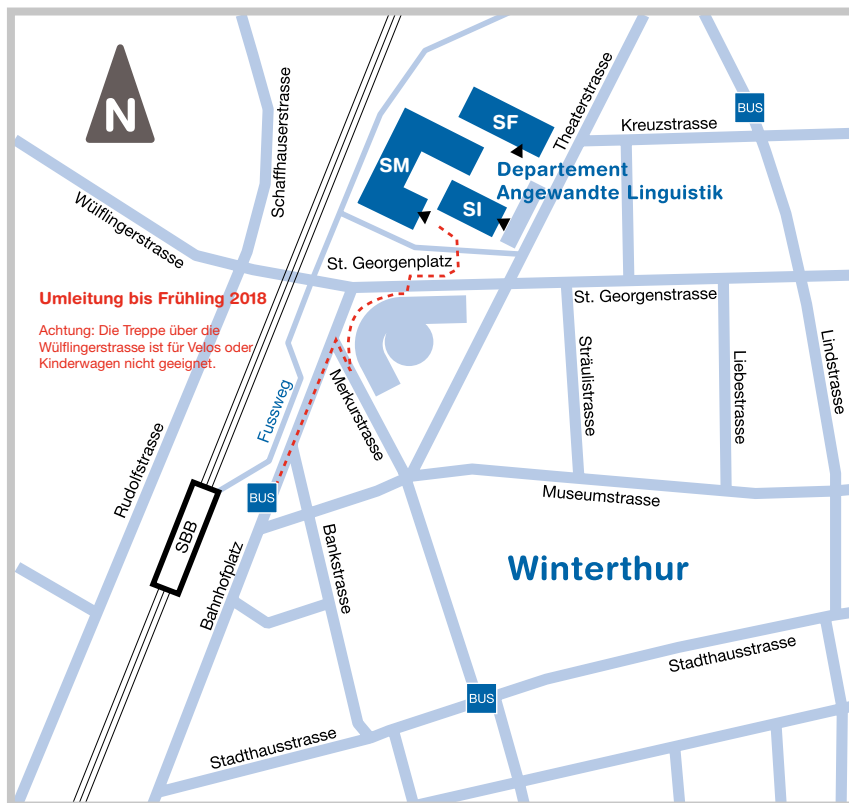 N
Schaffhauserstrasse
Wülflingerstrasse
SF
SM
SI
Theaterstrasse
BUS
Kreuzstrasse
Departement
Angewandte Linguistik
St. Georgenplatz
St. Georgenstrasse
Umleitung bis Frühling 2018
Achtung: Die Treppe über die
Wülflingerstrasse ist für Velos oder
Kinderwagen nicht geeignet.
Fussweg
Merkurstrasse
Sträulistrasse
Liebestrasse
Lindstrasse
Rudolfstrasse
BUS
SBB
Museumstrasse
Bahnhofplatz
Bankstrasse
Winterthur
Stadthausstrasse
BUS
Stadthausstrasse